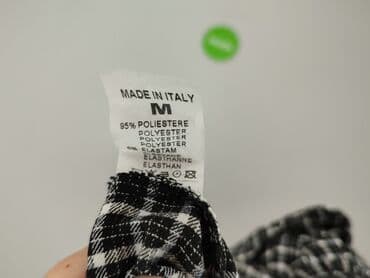 MADE IN ITALY
M
95% POLIESTERE
POLYESTER
POLYESTER
POLYESTER
ELASTAM
ELASTHANNE
ELASTHAN